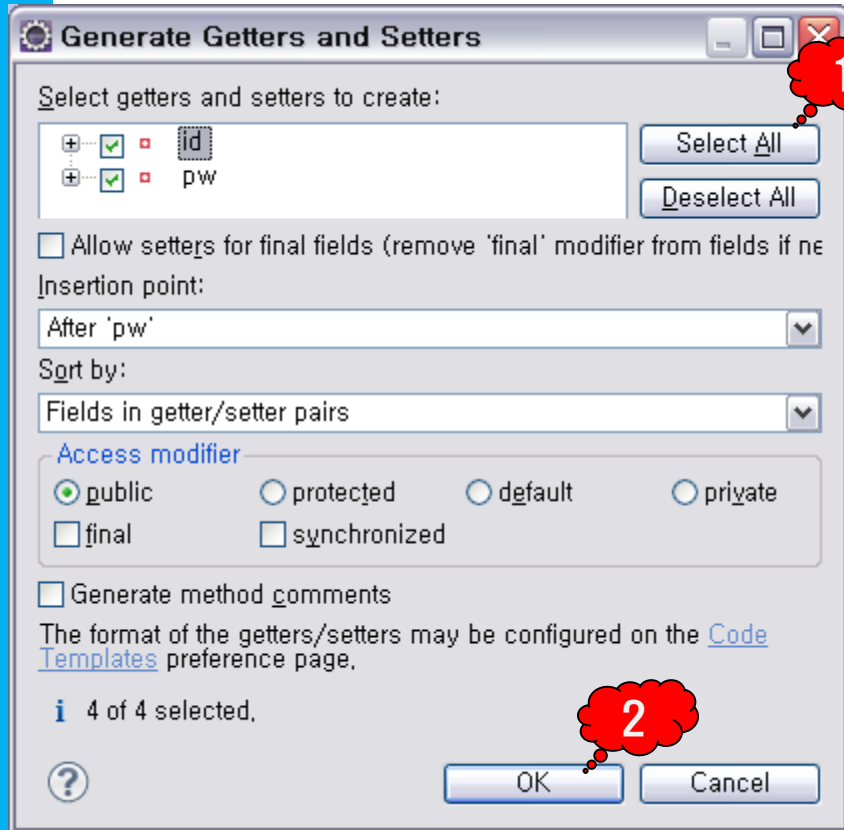 Generate Getters and Setters
1
Select getters and setters to create:
id
Select All
pw
Deselect All
Allow setters for final fields (remove 'final' modifier from fields if ne
Insertion point:
After 'pw'
Sort by:
Fields in getter/setter pairs
Access modifier
public protected default private
final synchronized
Generate method comments
The format of the getters/setters may be configured on the Code
Templates preference page.
i 4 of 4 selected.
2
? OK Cancel